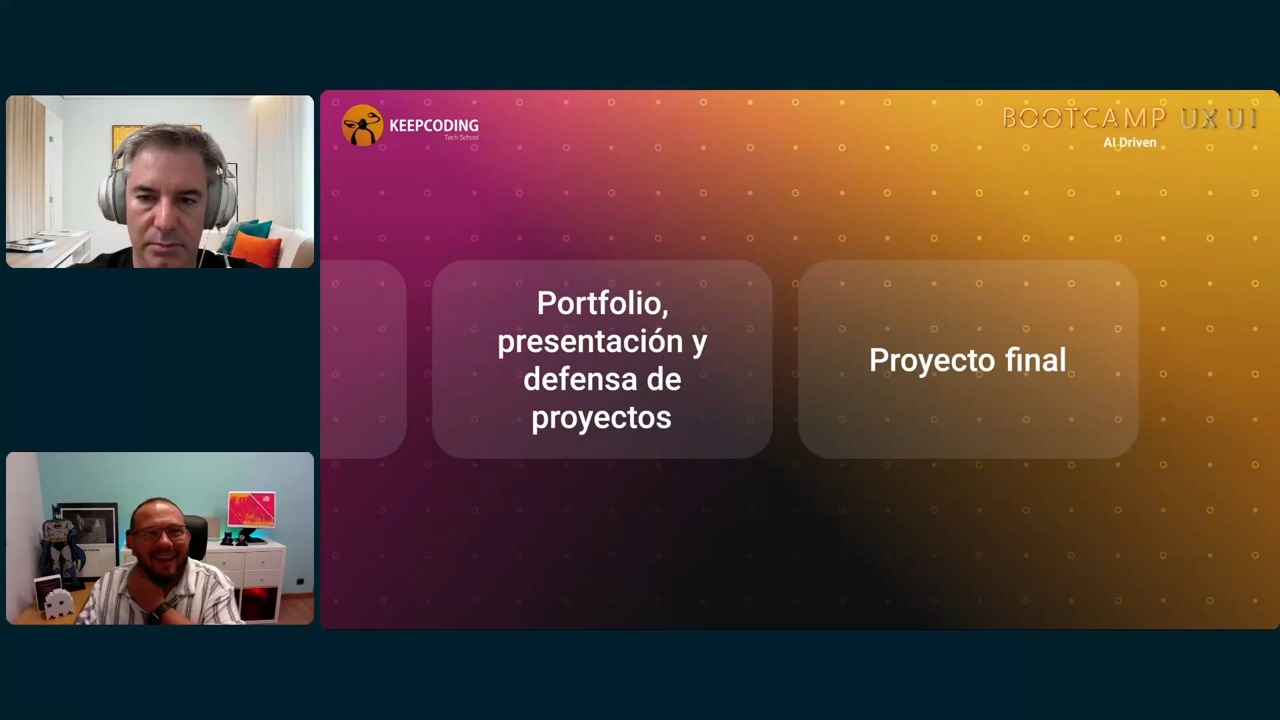 KEEPCODING
Tech School
BOOTCAMP UX UI
AI Driven
Portfolio,
presentación y
defensa de
proyectos
Proyecto final